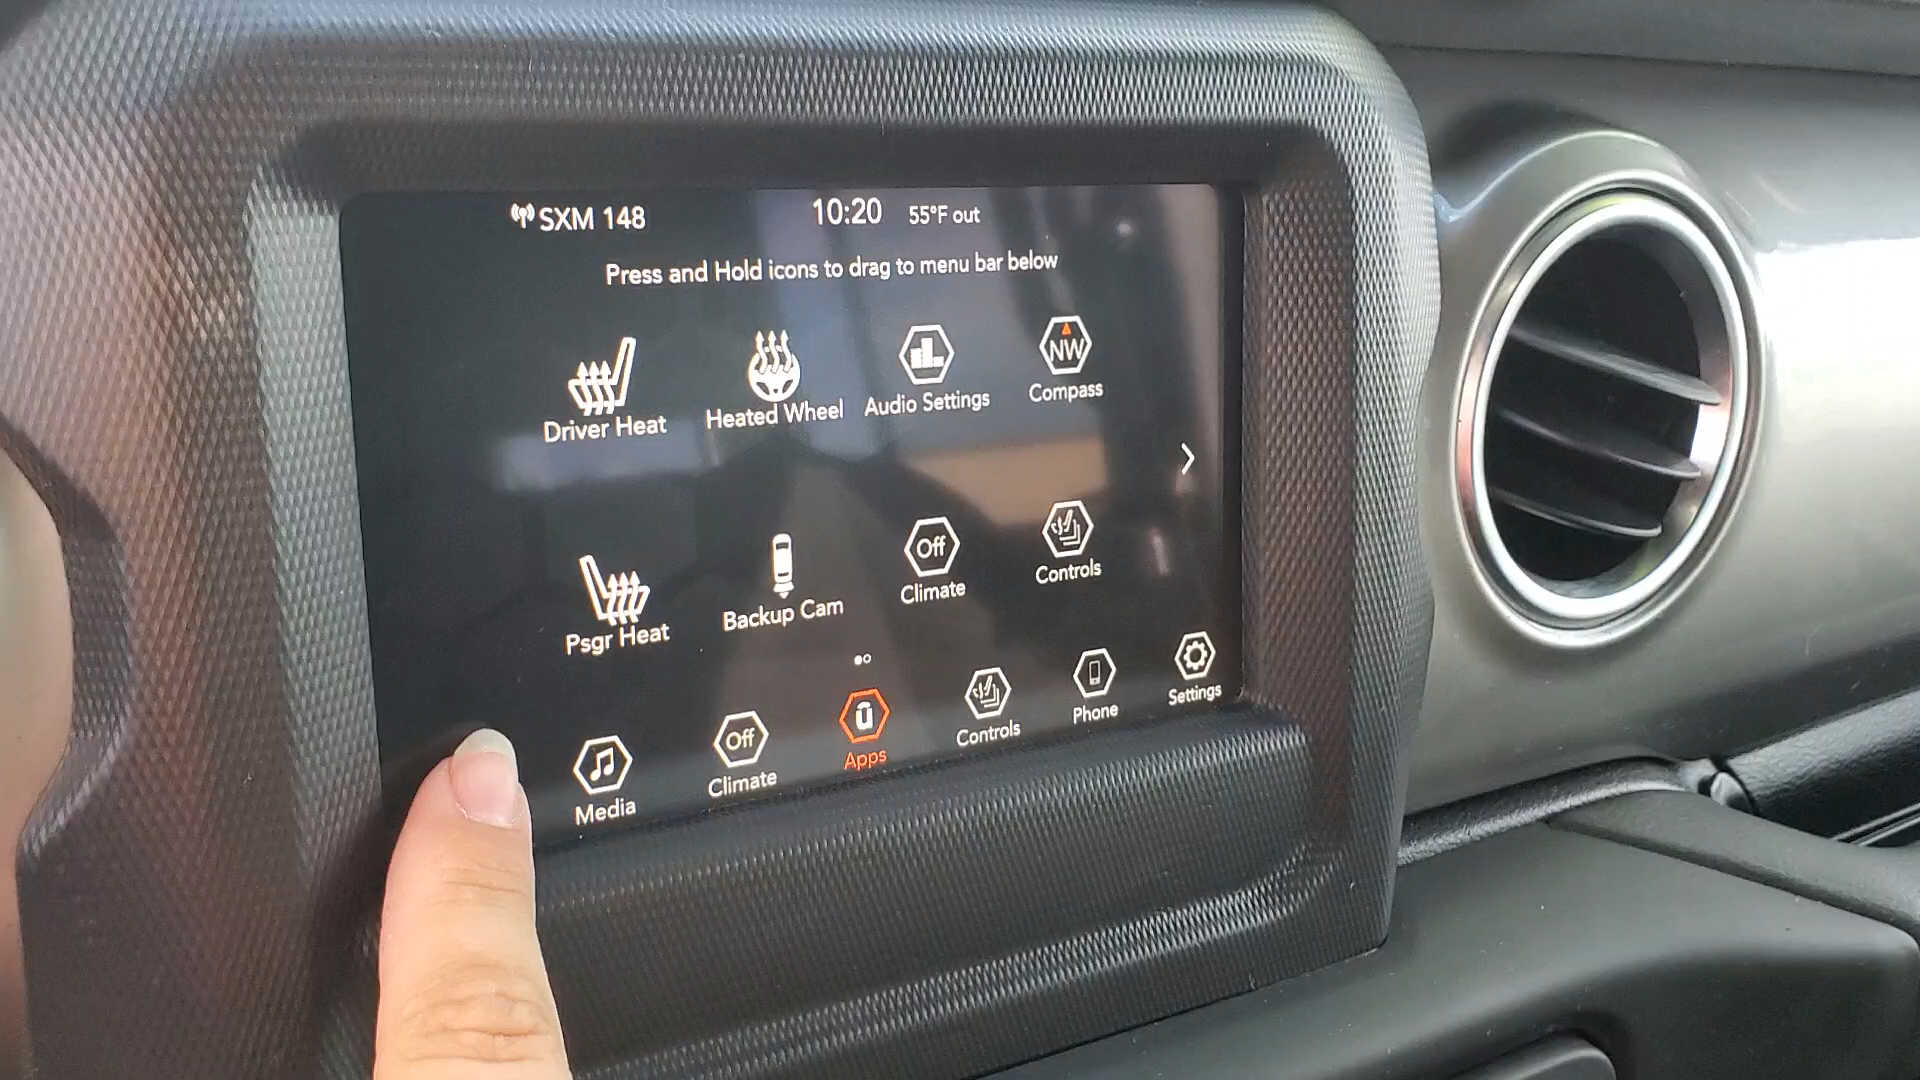 SXM 148 10:20 55°F out
Press and Hold icons to drag to menu bar below
Driver Heat
Heated Wheel
Audio Settings
NW
Compass
Psgr Heat
Backup Cam
Off
Climate
Controls
Media
Off
Climate
ū
Apps
Controls
Phone
Settings